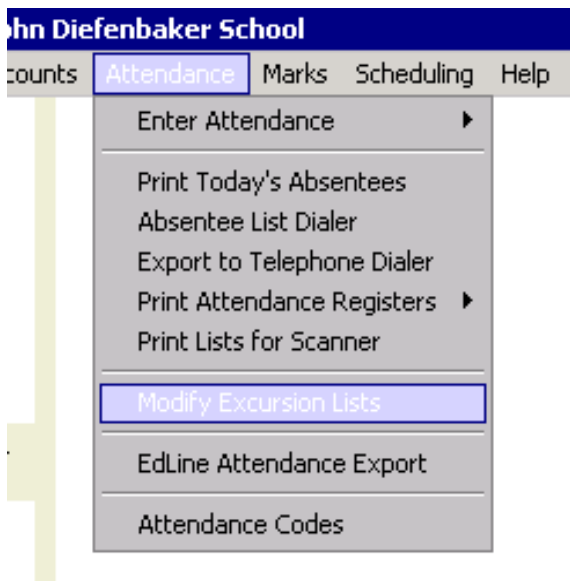 ohn Diefenbaker School
counts Attendance Marks Scheduling Help
Enter Attendance
Print Today's Absentees
Absentee List Dialer
Export to Telephone Dialer
Print Attendance Registers
Print Lists for Scanner
Modify Excursion Lists
EdLine Attendance Export
Attendance Codes